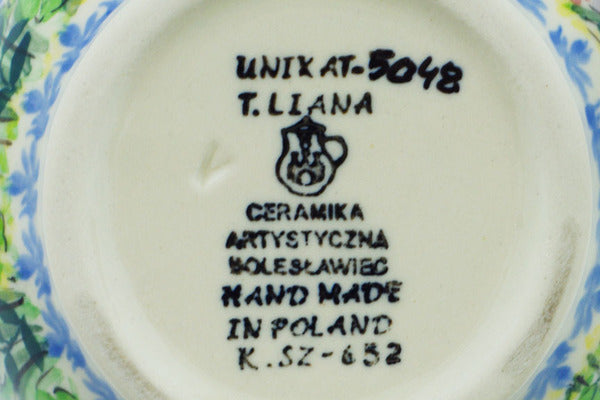 UNIKAT-5048
T.LIANA
CERAMIKA
ARTYSTYCZNA
BOLESŁAWIEC
HAND MADE
IN POLAND
K.SZ-652